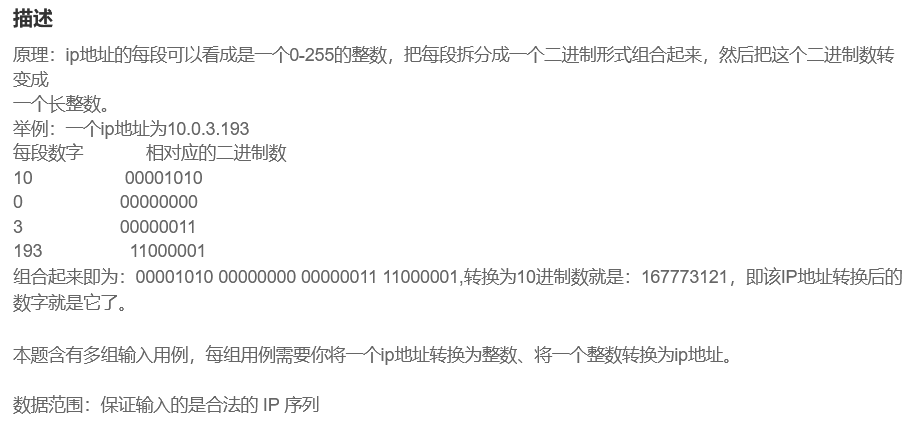 描述
原理：ip地址的每段可以看成是一个0-255的整数，把每段拆分成一个二进制形式组合起来，然后把这个二进制数转
变成
一个长整数。
举例：一个ip地址为10.0.3.193
每段数字 相对应的二进制数
10 00001010
0 00000000
3 00000011
193 11000001
组合起来即为：00001010 00000000 00000011 11000001,转换为10进制数就是：167773121，即该IP地址转换后的
数字就是它了。
本题含有多组输入用例，每组用例需要你将一个ip地址转换为整数、将一个整数转换为ip地址。
数据范围：保证输入的是合法的 IP 序列